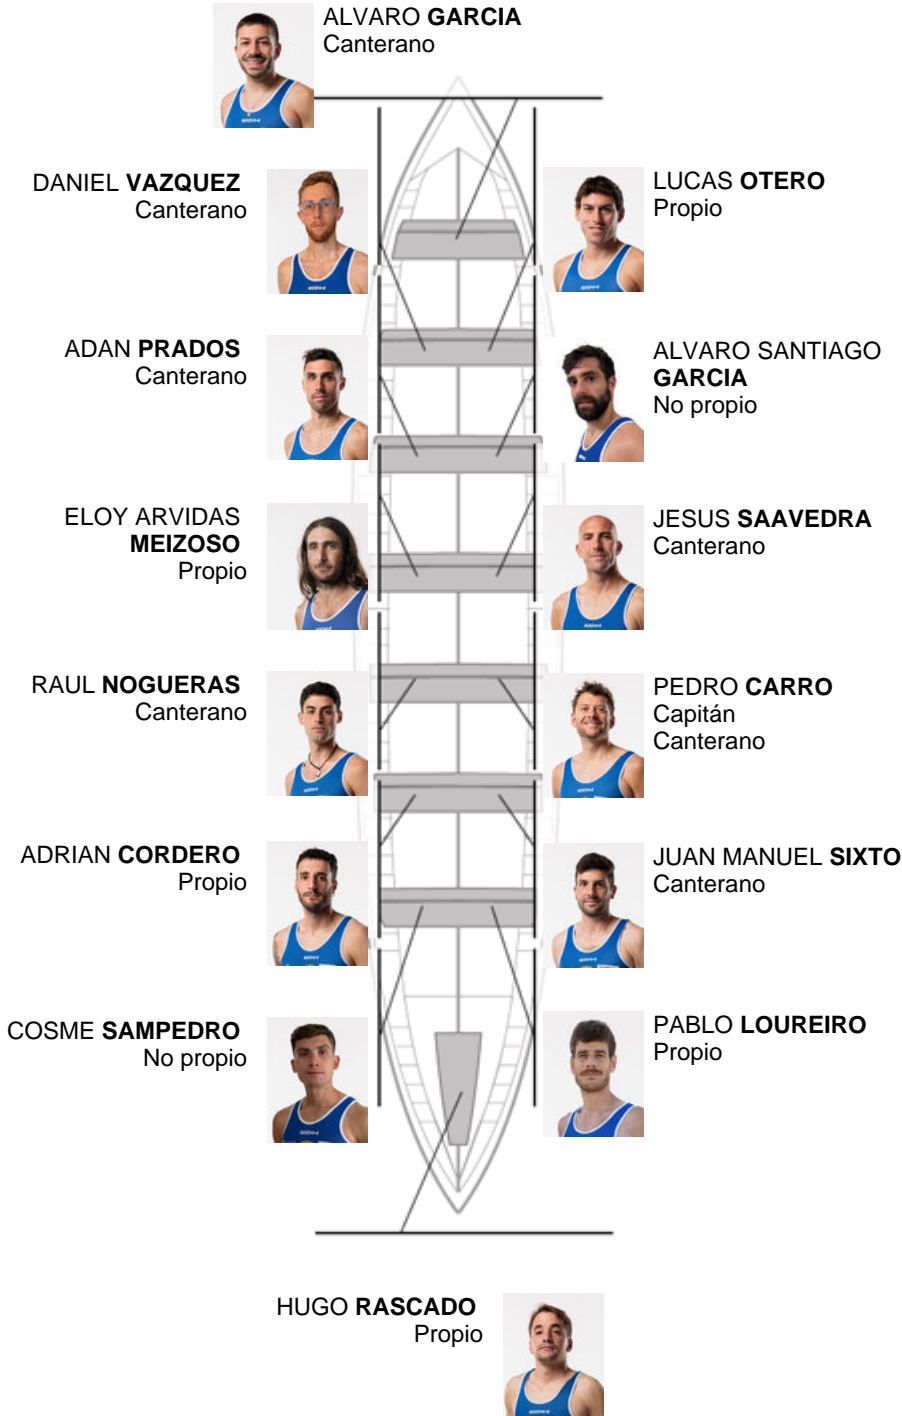 ALVARO GARCIA
Canterano
DANIEL VAZQUEZ
Canterano
LUCAS OTERO
Propio
ADAN PRADOS
Canterano
ALVARO SANTIAGO
GARCIA
No propio
ELOY ARVIDAS
MEIZOSO
Propio
JESUS SAAVEDRA
Canterano
RAUL NOGUERAS
Canterano
PEDRO CARRO
Capitán
Canterano
ADRIAN CORDERO
Propio
JUAN MANUEL SIXTO
Canterano
COSME SAMPEDRO
No propio
PABLO LOUREIRO
Propio
HUGO RASCADO
Propio